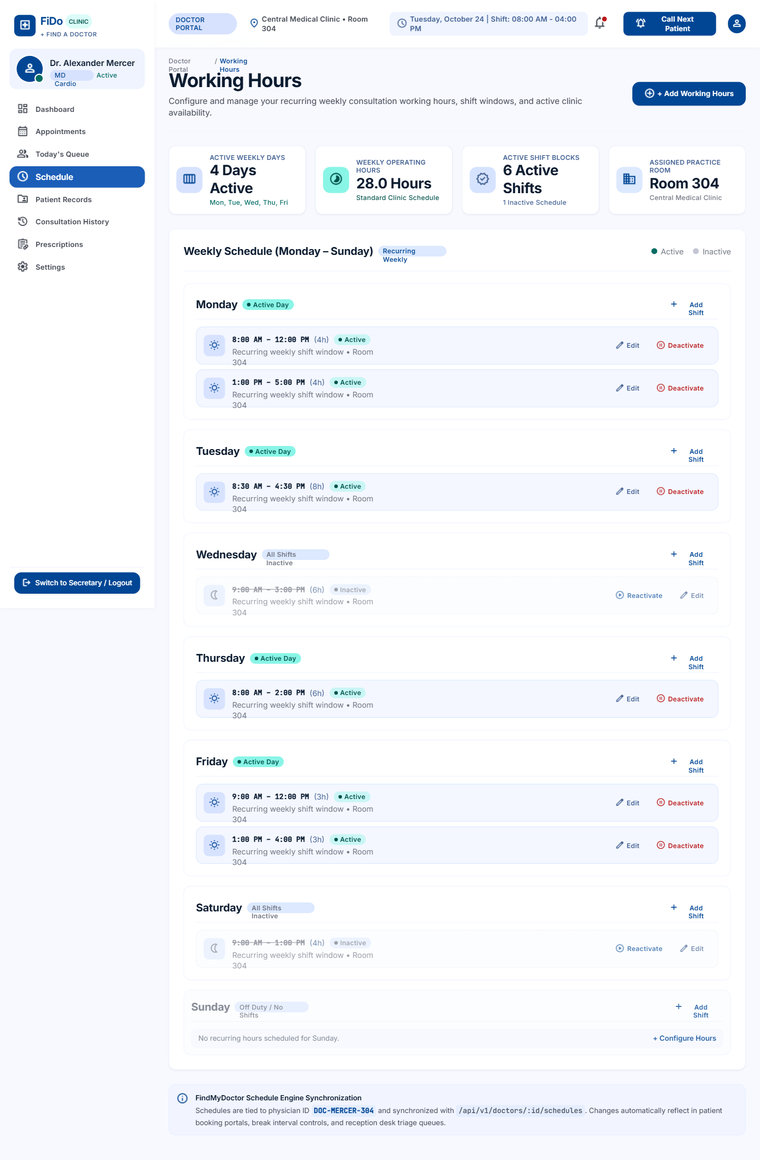 FiDo CLINIC
+ FIND A DOCTOR
Dr. Alexander Mercer
MD Cardio
Active
Dashboard
Appointments
Today's Queue
Schedule
Patient Records
Consultation History
Prescriptions
Settings
Switch to Secretary / Logout
DOCTOR
PORTAL
Central Medical Clinic • Room
304
Tuesday, October 24 | Shift: 08:00 AM - 04:00
PM
Call Next
Patient
Doctor
Portal
/ Working
Hours
Working Hours
Configure and manage your recurring weekly consultation working hours, shift windows, and active clinic
availability.
+ Add Working Hours
ACTIVE WEEKLY DAYS
4 Days
Active
Mon, Tue, Wed, Thu, Fri
WEEKLY OPERATING
HOURS
28.0 Hours
Standard Clinic Schedule
ACTIVE SHIFT BLOCKS
6 Active
Shifts
1 Inactive Schedule
ASSIGNED PRACTICE
ROOM
Room 304
Central Medical Clinic
Weekly Schedule (Monday – Sunday)
Recurring
Weekly
Active
Inactive
Monday
Active Day
+ Add
Shift
8:00 AM – 12:00 PM (4h) Active
Recurring weekly shift window • Room
304
Edit
Deactivate
1:00 PM – 5:00 PM (4h) Active
Recurring weekly shift window • Room
304
Edit
Deactivate
Tuesday
Active Day
+ Add
Shift
8:30 AM – 4:30 PM (8h) Active
Recurring weekly shift window • Room
304
Edit
Deactivate
Wednesday
All Shifts
Inactive
+ Add
Shift
9:00 AM – 3:00 PM (6h) Inactive
Recurring weekly shift window • Room
304
Reactivate
Edit
Thursday
Active Day
+ Add
Shift
8:00 AM – 2:00 PM (6h) Active
Recurring weekly shift window • Room
304
Edit
Deactivate
Friday
Active Day
+ Add
Shift
9:00 AM – 12:00 PM (3h) Active
Recurring weekly shift window • Room
304
Edit
Deactivate
1:00 PM – 4:00 PM (3h) Active
Recurring weekly shift window • Room
304
Edit
Deactivate
Saturday
All Shifts
Inactive
+ Add
Shift
9:00 AM – 1:00 PM (4h) Inactive
Recurring weekly shift window • Room
304
Reactivate
Edit
Sunday
Off Duty / No
Shifts
+ Add
Shift
No recurring hours scheduled for Sunday.
+ Configure Hours
FindMyDoctor Schedule Engine Synchronization
Schedules are tied to physician ID DOC-MERCER-304 and synchronized with /api/v1/doctors/:id/schedules. Changes automatically reflect in patient
booking portals, break interval controls, and reception desk triage queues.